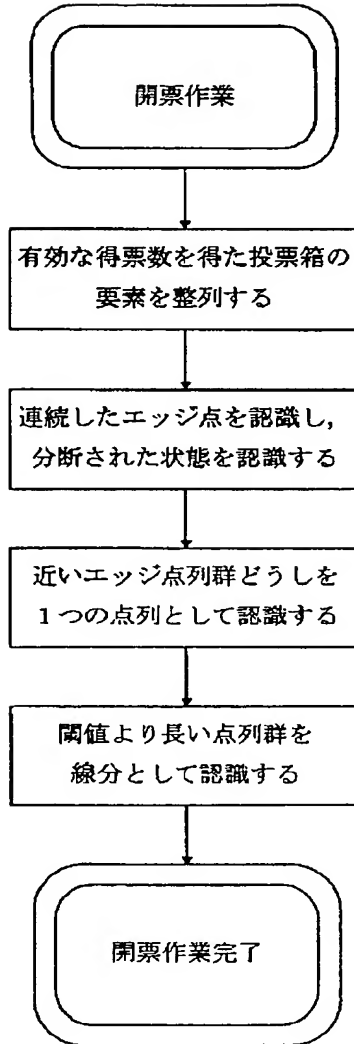 開票作業
有効な得票数を得た投票箱の
要素を整列する
連続したエッジ点を認識し,
分断された状態を認識する
近いエッジ点列群どうしを
1つの点列として認識する
閾値より長い点列群を
線分として認識する
開票作業完了